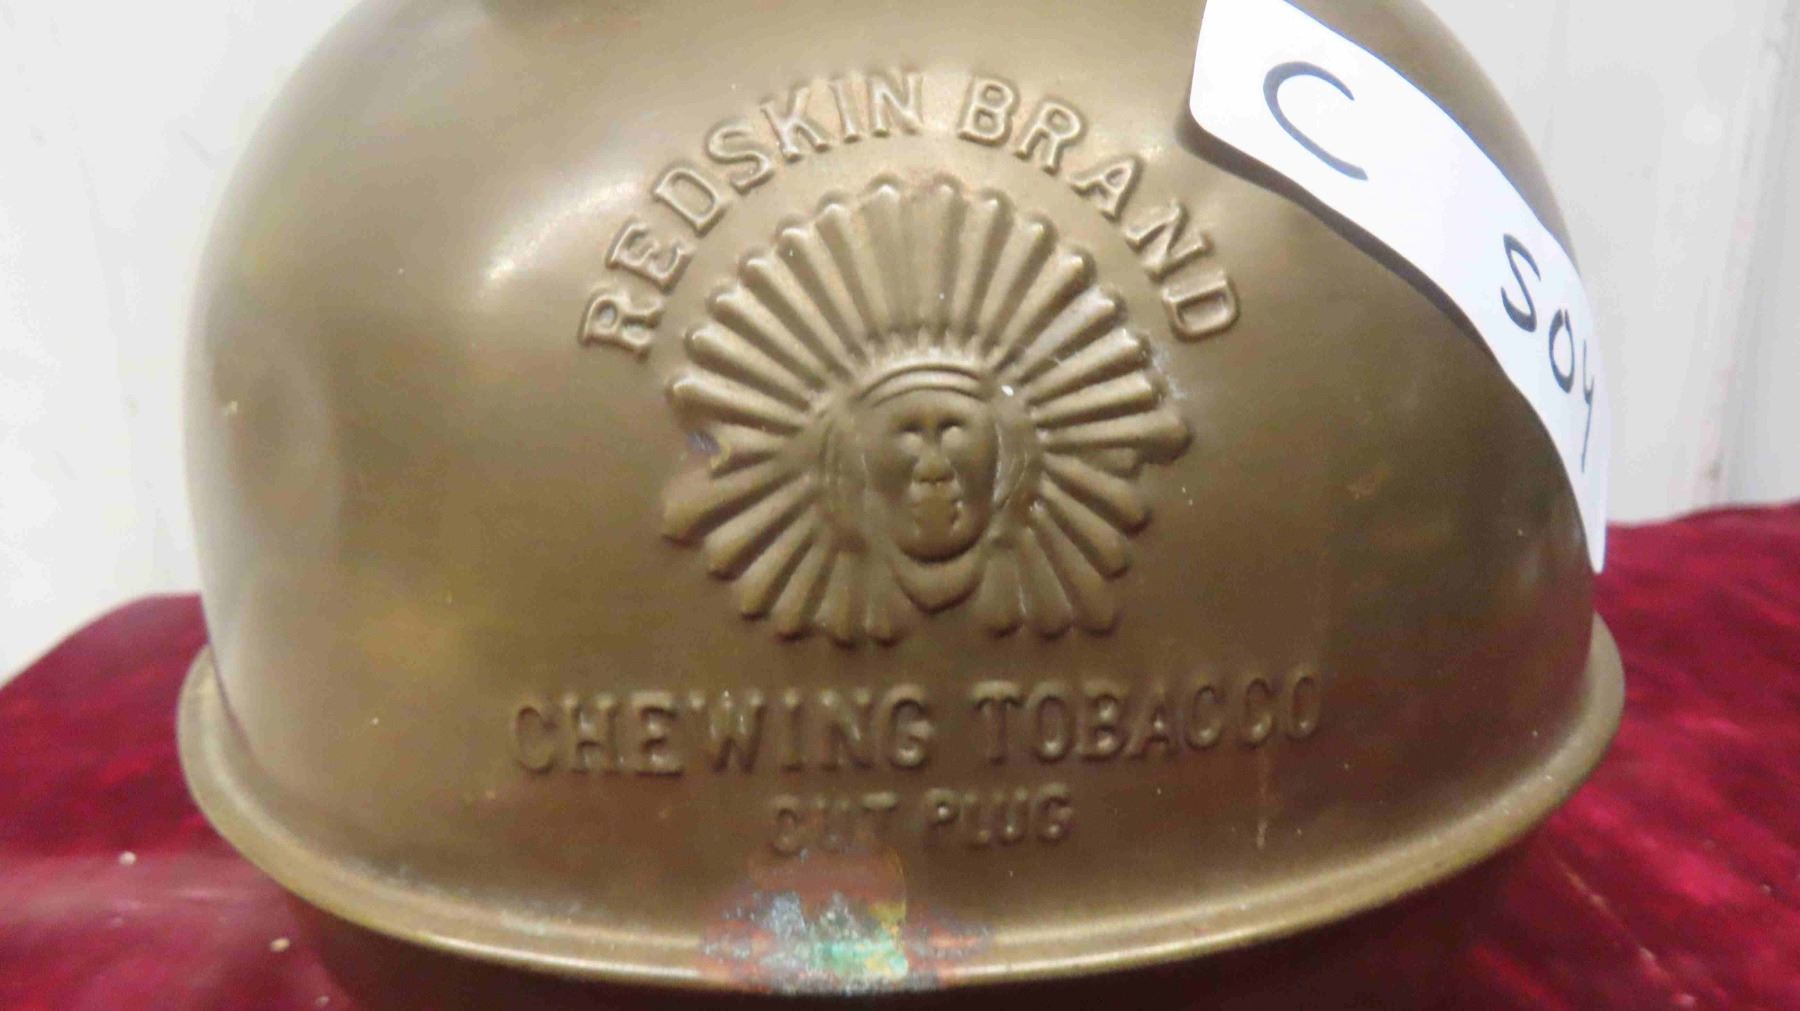 REDSKIN BRAND
CHEWING TOBACCO
CUT PLUG
C
504